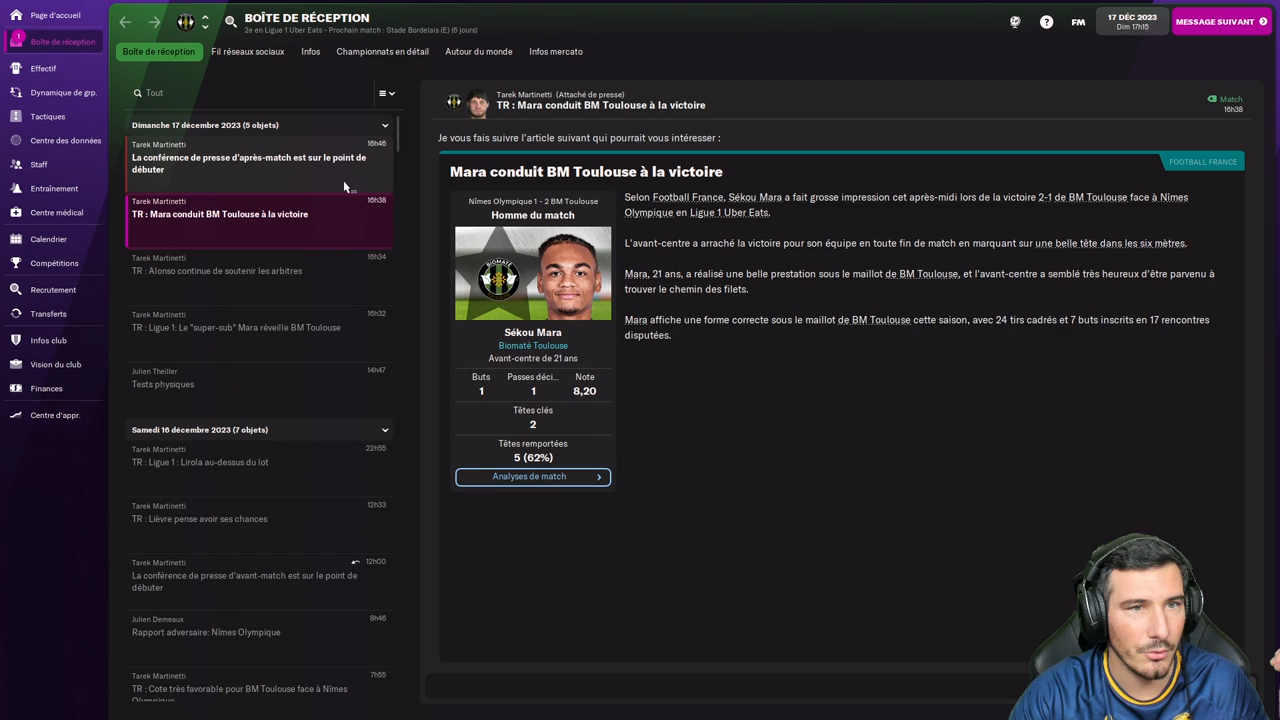 Page d'accueil
1
Boîte de réception
Effectif
Dynamique de grp.
Tactiques
Centre des données
Staff
Entraînement
Centre médical
Calendrier
Compétitions
Recrutement
Transferts
Infos club
Vision du club
Finances
Centre d'appr.
BOÎTE DE RÉCEPTION
2e en Ligue 1 Uber Eats - Prochain match : Stade Bordelais (E) (6 jours)
FM
17 DÉC 2023
Dim 17h15
MESSAGE SUIVANT
Boîte de réception
Fil réseaux sociaux
Infos
Championnats en détail
Autour du monde
Infos mercato
Tout
Dimanche 17 décembre 2023 (5 objets)
Tarek Martinetti 16h46
La conférence de presse d'après-match est sur le point de
débuter
Tarek Martinetti 16h38
TR : Mara conduit BM Toulouse à la victoire
Tarek Martinetti 16h34
TR : Alonso continue de soutenir les arbitres
Tarek Martinetti 16h32
TR : Ligue 1: Le "super-sub" Mara réveille BM Toulouse
Julien Theiller 14h47
Tests physiques
Samedi 16 décembre 2023 (7 objets)
Tarek Martinetti 22h55
TR : Ligue 1 : Lirola au-dessus du lot
Tarek Martinetti 12h33
TR : Lièvre pense avoir ses chances
Tarek Martinetti 12h00
La conférence de presse d'avant-match est sur le point de
débuter
Julien Demeaux 8h46
Rapport adversaire: Nîmes Olympique
Tarek Martinetti 7h55
TR : Cote très favorable pour BM Toulouse face à Nîmes
Olympique
Tarek Martinetti (Attaché de presse)
TR : Mara conduit BM Toulouse à la victoire
Match
16h38
Je vous fais suivre l'article suivant qui pourrait vous intéresser :
FOOTBALL FRANCE
Mara conduit BM Toulouse à la victoire
Nîmes Olympique 1 - 2 BM Toulouse
Homme du match
BIOMATÉ
Sékou Mara
Biomaté Toulouse
Avant-centre de 21 ans
Buts Passes déci... Note
1 1 8,20
Têtes clés
2
Têtes remportées
5 (62%)
Analyses de match
Selon Football France, Sékou Mara a fait grosse impression cet après-midi lors de la victoire 2-1 de BM Toulouse face à Nîmes
Olympique en Ligue 1 Uber Eats.
L'avant-centre a arraché la victoire pour son équipe en toute fin de match en marquant sur une belle tête dans les six mètres.
Mara, 21 ans, a réalisé une belle prestation sous le maillot de BM Toulouse, et l'avant-centre a semblé très heureux d'être parvenu à
trouver le chemin des filets.
Mara affiche une forme correcte sous le maillot de BM Toulouse cette saison, avec 24 tirs cadrés et 7 buts inscrits en 17 rencontres
disputées.